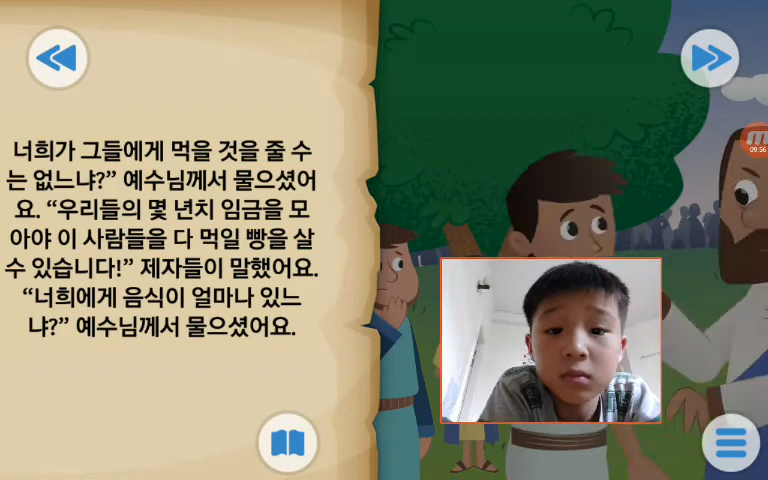 너희가 그들에게 먹을 것을 줄 수
는 없느냐?” 예수님께서 물으셨어
요. “우리들의 몇 년치 임금을 모
아야 이 사람들을 다 먹일 빵을 살
수 있습니다!” 제자들이 말했어요.
“너희에게 음식이 얼마나 있느
냐?” 예수님께서 물으셨어요.
09:56